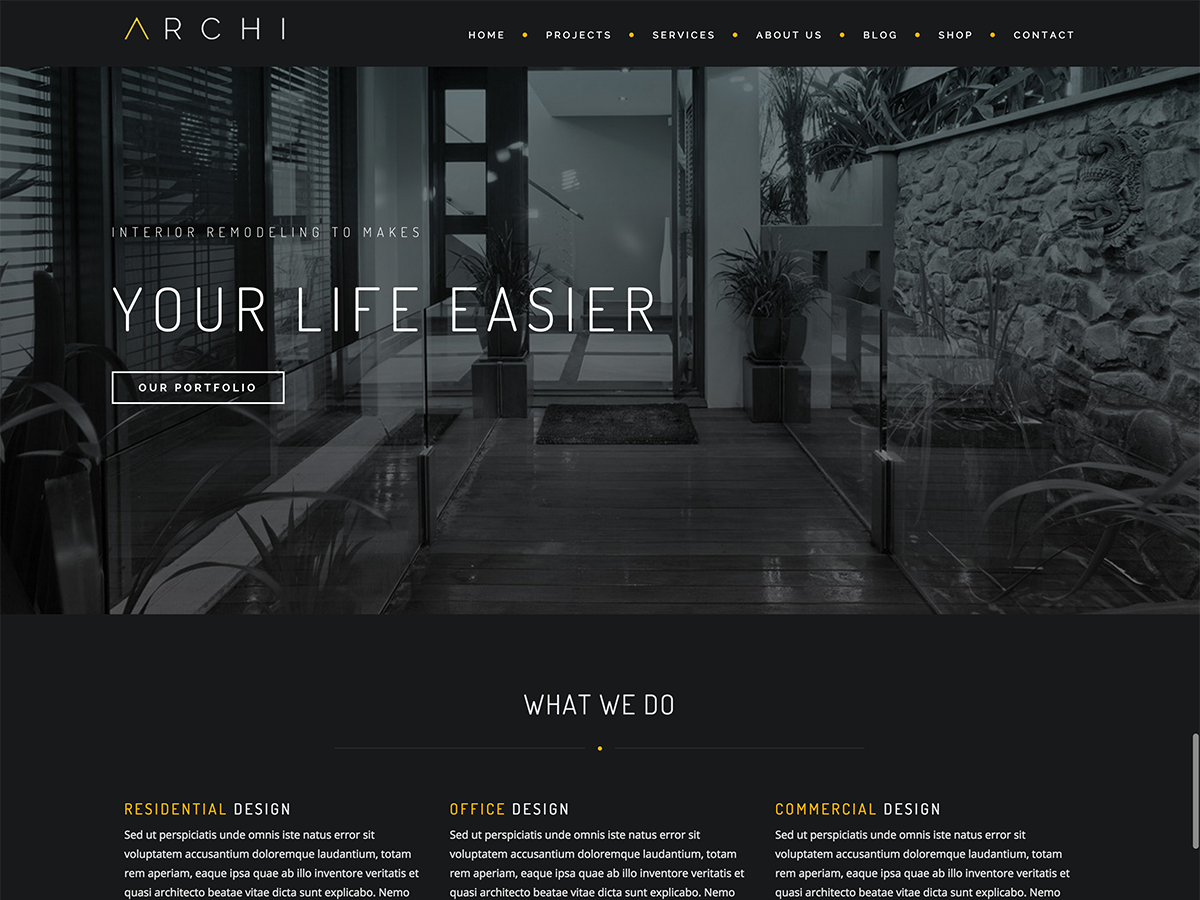 ARCHI
HOME • PROJECTS • SERVICES • ABOUT US • BLOG • SHOP • CONTACT
INTERIOR REMODELING TO MAKES
YOUR LIFE EASIER
OUR PORTFOLIO
WHAT WE DO
RESIDENTIAL DESIGN
Sed ut perspiciatis unde omnis iste natus error sit
voluptatem accusantium doloremque laudantium, totam
rem aperiam, eaque ipsa quae ab illo inventore veritatis et
quasi architecto beatae vitae dicta sunt explicabo. Nemo
OFFICE DESIGN
Sed ut perspiciatis unde omnis iste natus error sit
voluptatem accusantium doloremque laudantium, totam
rem aperiam, eaque ipsa quae ab illo inventore veritatis et
quasi architecto beatae vitae dicta sunt explicabo. Nemo
COMMERCIAL DESIGN
Sed ut perspiciatis unde omnis iste natus error sit
voluptatem accusantium doloremque laudantium, totam
rem aperiam, eaque ipsa quae ab illo inventore veritatis et
quasi architecto beatae vitae dicta sunt explicabo. Nemo